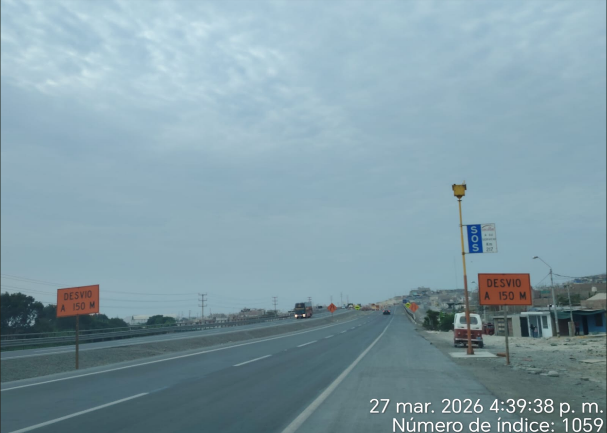 SOS
DESVIO
A 150 M
DESVIO
A 150 M
27 mar. 2026 4:39:38 p. m.
Número de índice: 1059